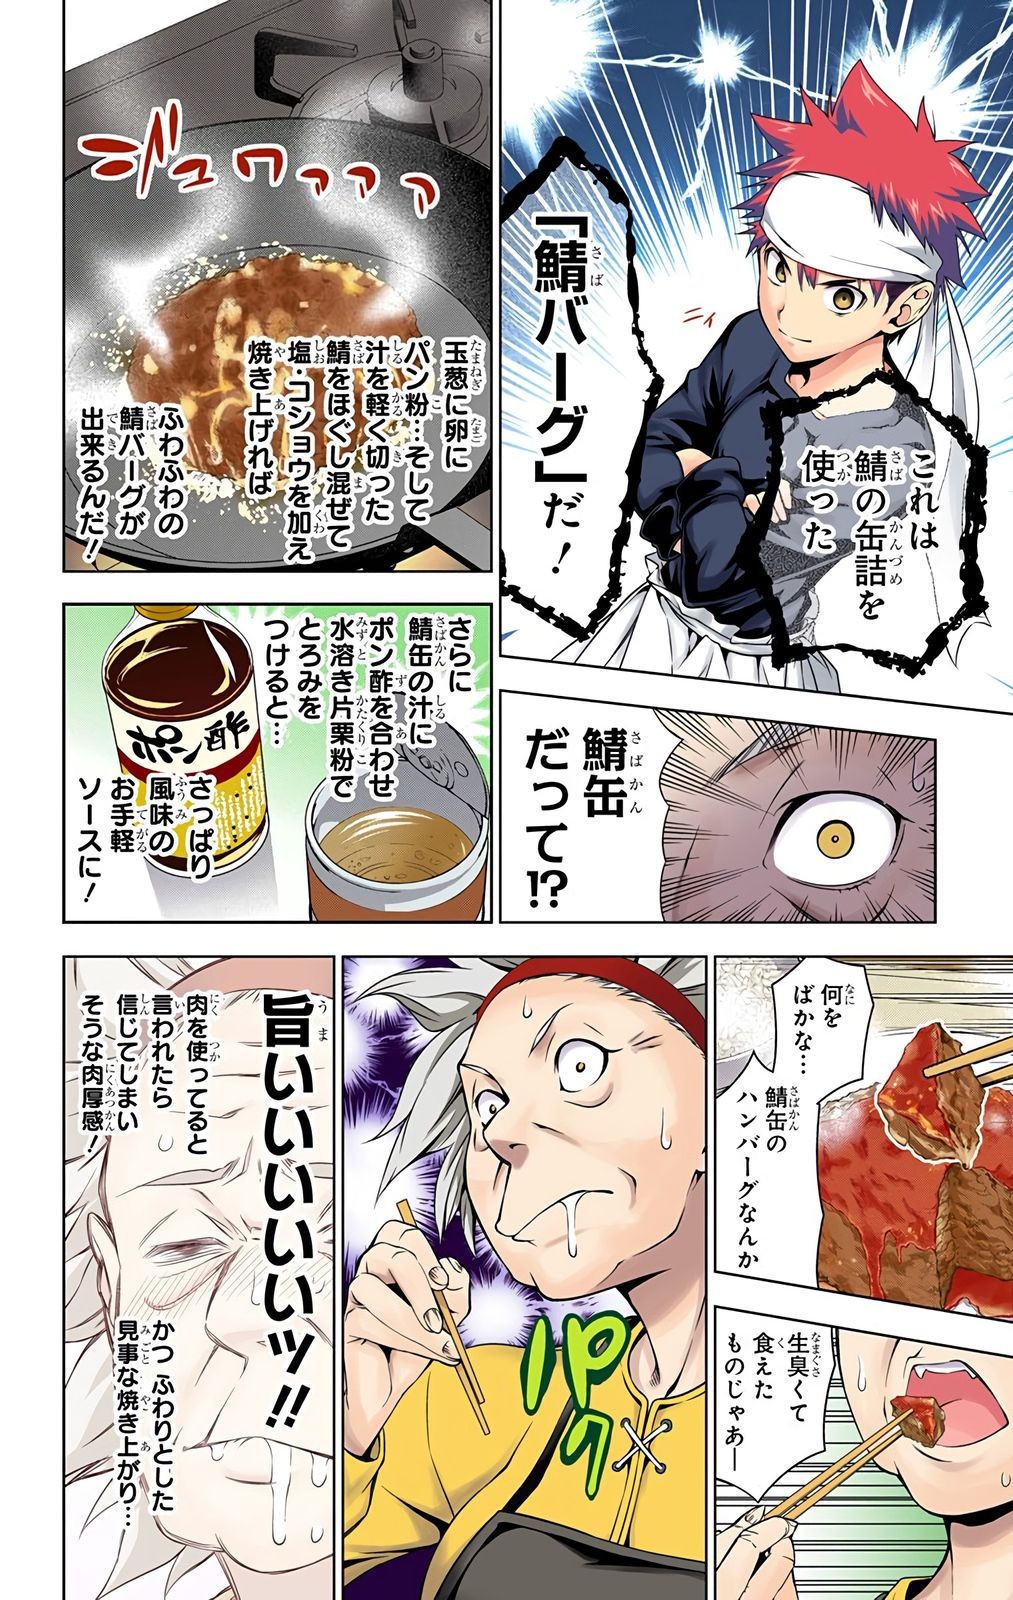 これは
鯖の缶詰を
使った
「鯖バーグ」だ！
ジュワァァァ
玉葱に卵に
パン粉…そして
汁を軽く切った
鯖をほぐし混ぜて
塩・コショウを加え
焼き上げれば
ふわふわの
鯖バーグが
出来るんだ！
鯖缶
だって!?
さらに
鯖缶の汁に
ポン酢を合わせ
水溶き片栗粉で
とろみを
つけると…
ポン酢
さっぱり
風味の
お手軽
ソースに！
何を
ばかな…
鯖缶の
ハンバーグなんか
生臭くて
食えた
ものじゃあー
パク
旨いいいいいッ!!
肉を使ってると
言われたら
信じてしまい
そうな肉厚感！
かつ ふわりとした
見事な焼き上がり…